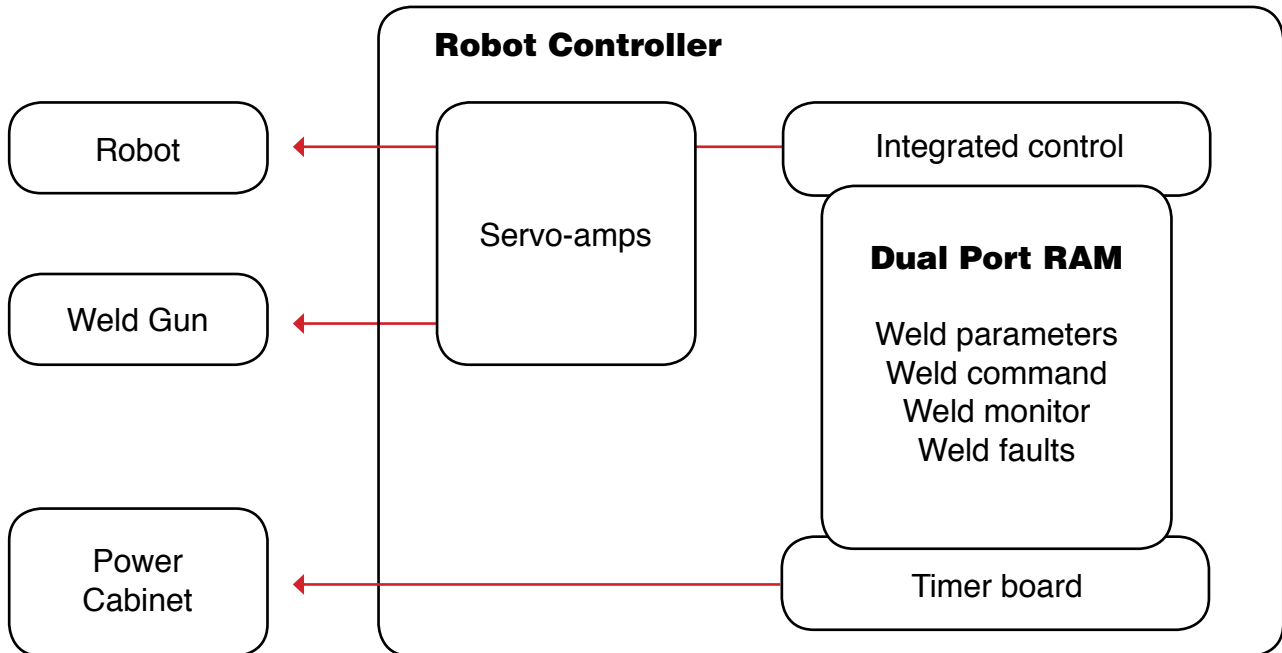 Robot Controller
Robot
Servo-amps
Integrated control
Weld Gun
Dual Port RAM
Weld parameters
Weld command
Weld monitor
Weld faults
Power
Cabinet
Timer board